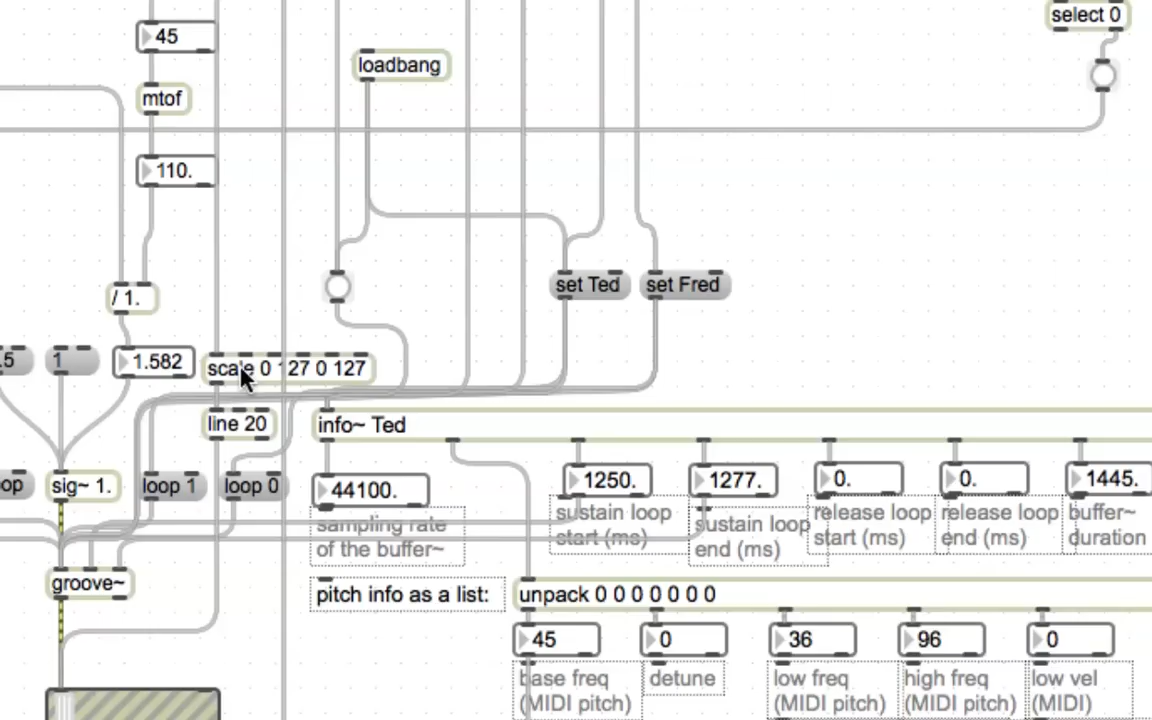 select 0
45
loadbang
mtof
110.
set Ted
set Fred
/ 1.
.5
1
1.582
scale 0 127 0 127
line 20
info~ Ted
oop
sig~ 1.
loop 1
loop 0
44100.
1250.
1277.
0.
0.
1445.
sampling rate
of the buffer~
sustain loop
start (ms)
sustain loop
end (ms)
release loop
start (ms)
release loop
end (ms)
buffer~
duration
groove~
pitch info as a list:
unpack 0 0 0 0 0 0 0
45
0
36
96
0
base freq
(MIDI pitch)
detune
low freq
(MIDI pitch)
high freq
(MIDI pitch)
low vel
(MIDI)